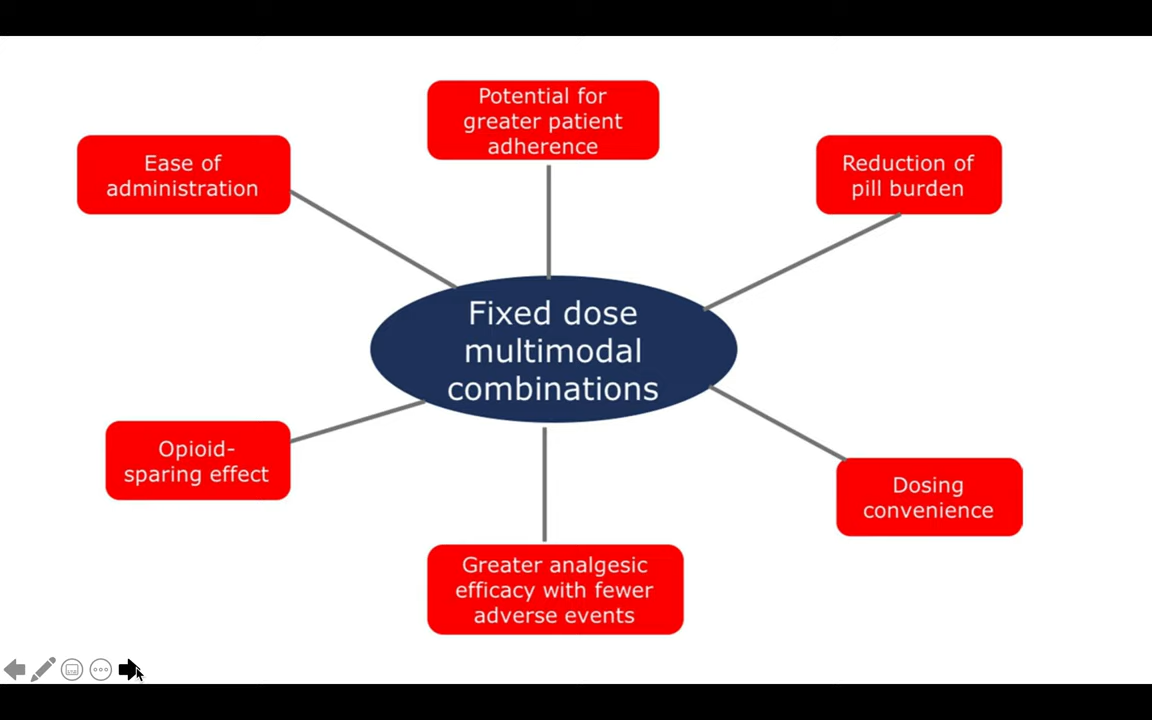 Potential for
greater patient
adherence
Ease of
administration
Reduction of
pill burden
Fixed dose
multimodal
combinations
Opioid-
sparing effect
Dosing
convenience
Greater analgesic
efficacy with fewer
adverse events